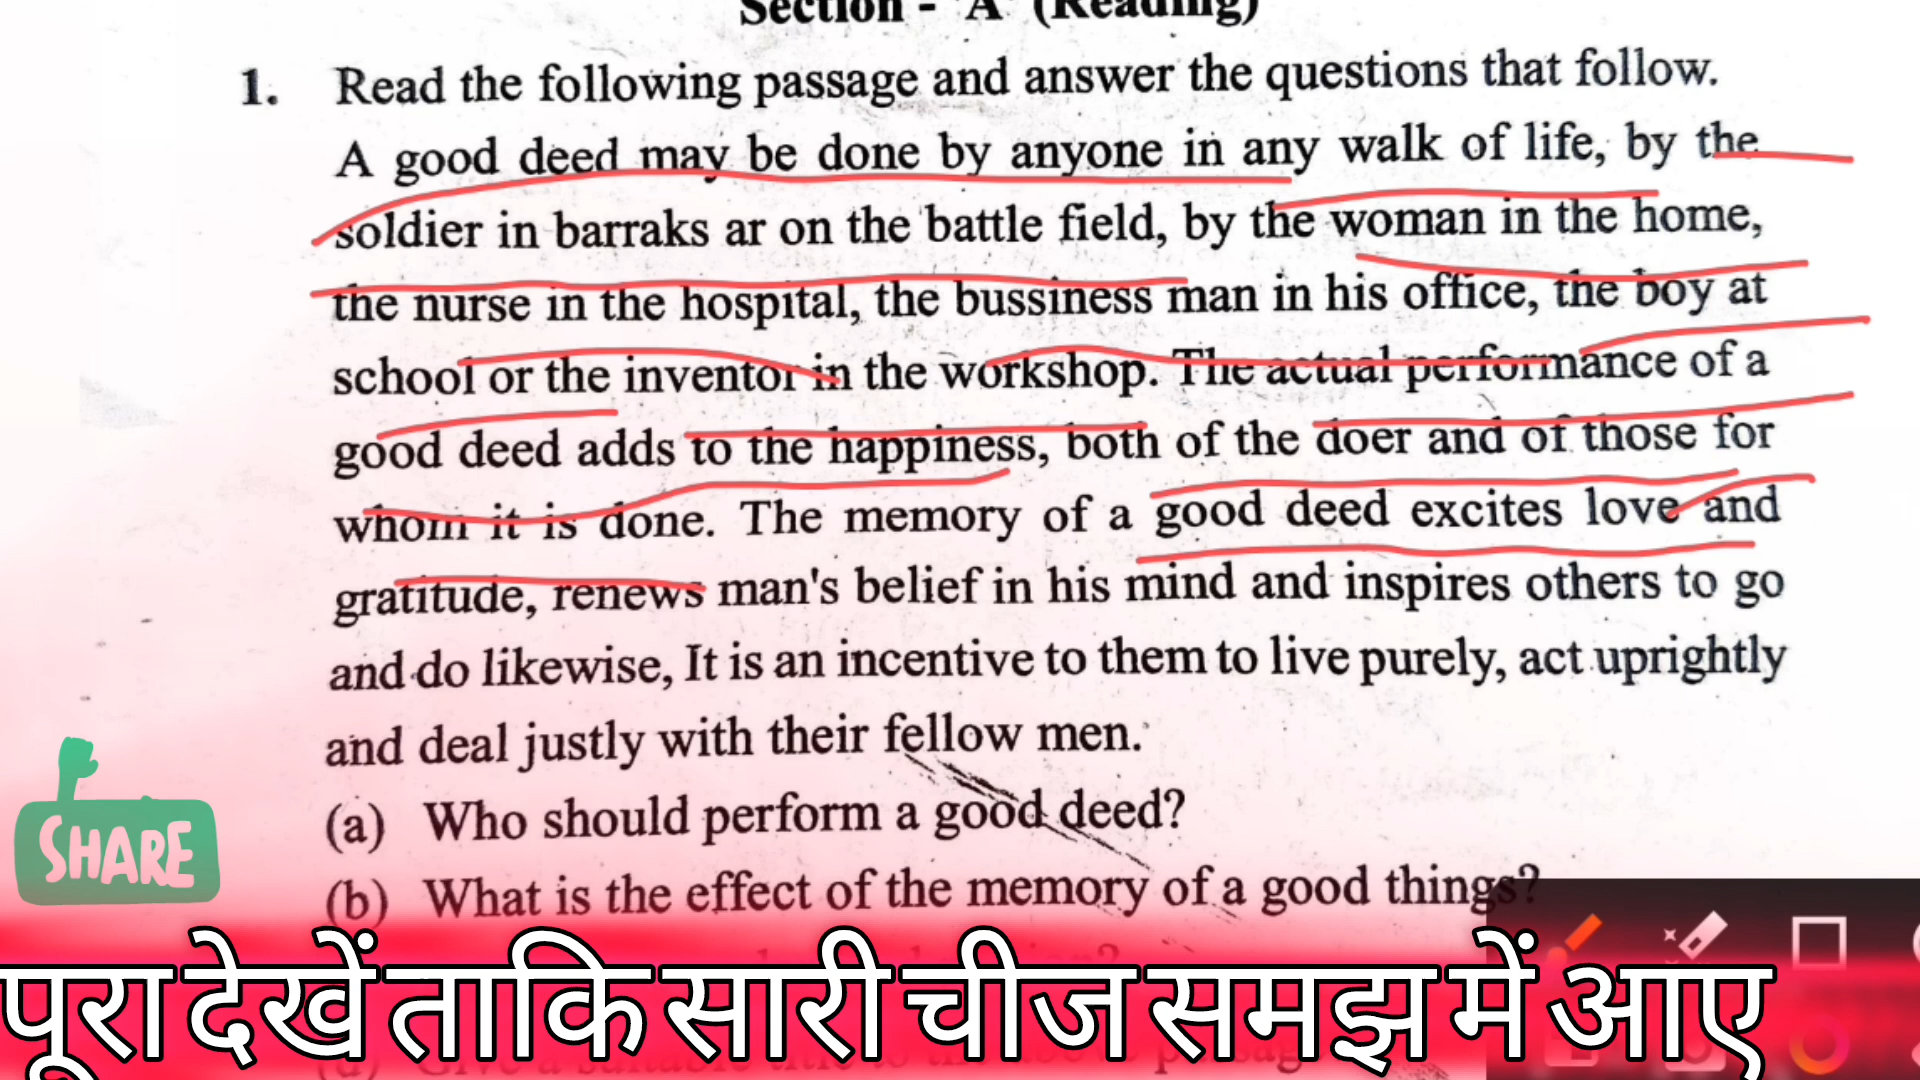 Section - 'A' (Reading)
1. Read the following passage and answer the questions that follow.
A good deed may be done by anyone in any walk of life, by the
soldier in barraks ar on the battle field, by the woman in the home,
the nurse in the hospital, the bussiness man in his office, the boy at
school or the inventor in the workshop. The actual performance of a
good deed adds to the happiness, both of the doer and of those for
whom it is done. The memory of a good deed excites love and
gratitude, renews man's belief in his mind and inspires others to go
and do likewise, It is an incentive to them to live purely, act uprightly
and deal justly with their fellow men.
(a) Who should perform a good deed?
(b) What is the effect of the memory of a good things?
SHARE
पूरा देखें ताकि सारी चीज समझ में आए
(d) Give a suitable title to the above passage